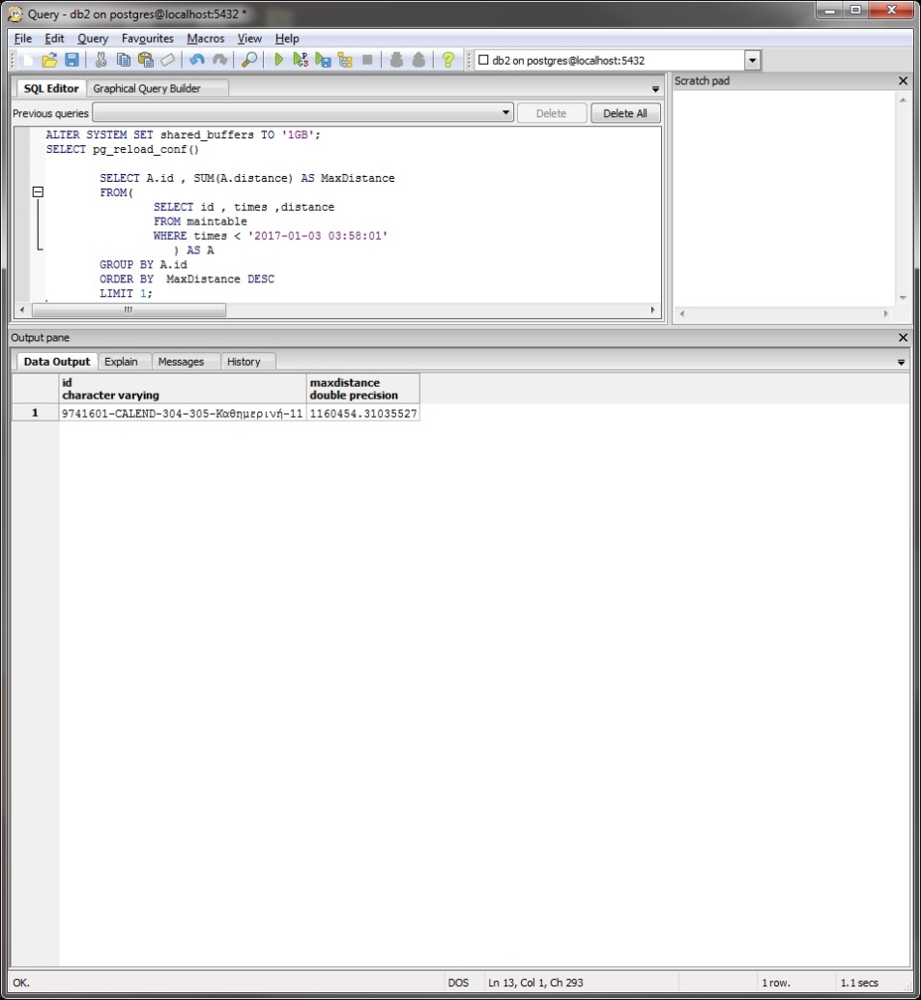 Query - db2 on postgres@localhost:5432 *
File Edit Query Favourites Macros View Help
db2 on postgres@localhost:5432
SQL Editor Graphical Query Builder
Scratch pad
Previous queries Delete Delete All
ALTER SYSTEM SET shared_buffers TO '1GB';
SELECT pg_reload_conf()
SELECT A.id , SUM(A.distance) AS MaxDistance
FROM(
SELECT id , times ,distance
FROM maintable
WHERE times < '2017-01-03 03:58:01'
) AS A
GROUP BY A.id
ORDER BY  MaxDistance DESC
LIMIT 1;
Output pane
Data Output Explain Messages History
id maxdistance
character varying double precision
1 9741601-CALEND-304-305-Καθημερινή-11 1160454.31035527
OK. DOS Ln 13, Col 1, Ch 293 1 row. 1.1 secs